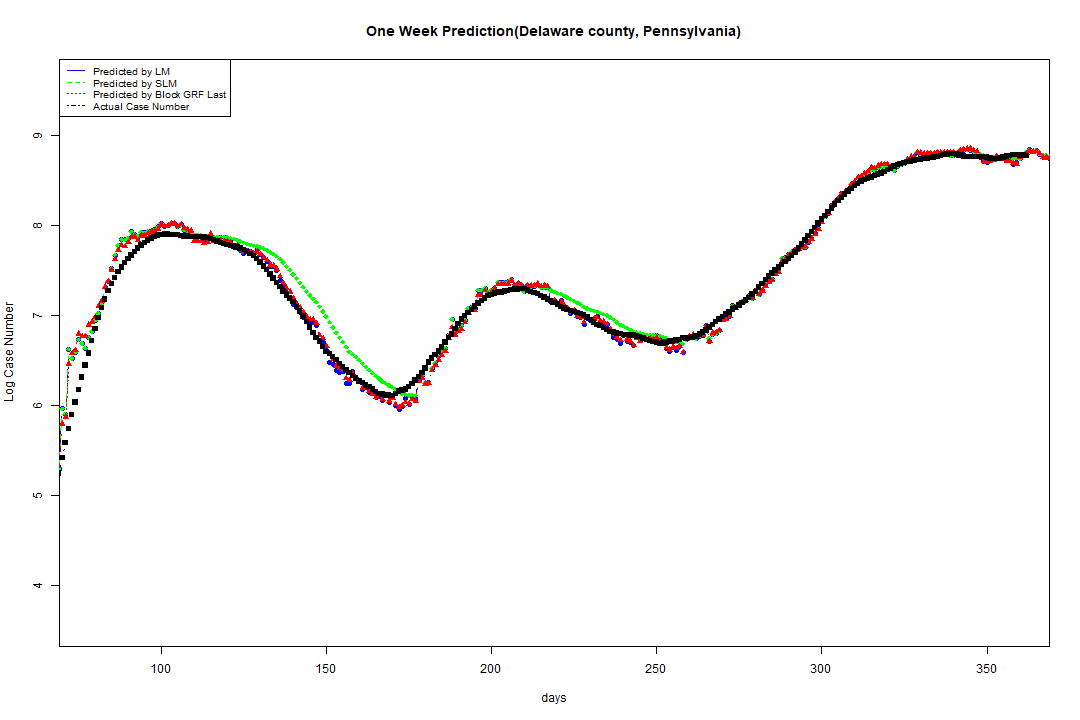 One Week Prediction(Delaware county, Pennsylvania)
Predicted by LM
Predicted by SLM
Predicted by Block GRF Last
Actual Case Number
9
8
7
6
5
4
Log Case Number
100 150 200 250 300 350
days